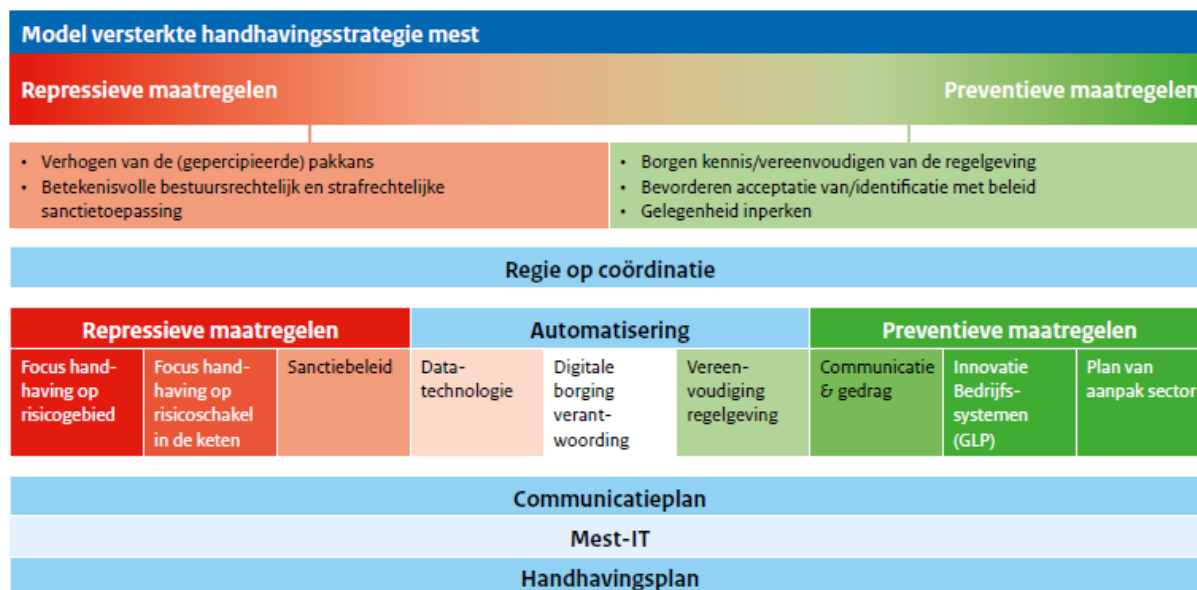 Model versterkte handhavingsstrategie mest
Repressieve maatregelen
Preventieve maatregelen
• Verhogen van de (gepercipieerde) pakkans
• Betekenisvolle bestuursrechtelijk en strafrechtelijke
sanctietoepassing
• Borgen kennis/vereenvoudigen van de regelgeving
• Bevorderen acceptatie van/identificatie met beleid
• Gelegenheid inperken
Regie op coördinatie
Repressieve maatregelen
Automatisering
Preventieve maatregelen
Focus hand-
having op
risicogebied
Focus hand-
having op
risicoschakel
in de keten
Sanctiebeleid
Data-
technologie
Digitale
borging
verant-
woording
Vereen-
voudiging
regelgeving
Communicatie
& gedrag
Innovatie
Bedrijfs-
systemen
(GLP)
Plan van
aanpak sector
Communicatieplan
Mest-IT
Handhavingsplan